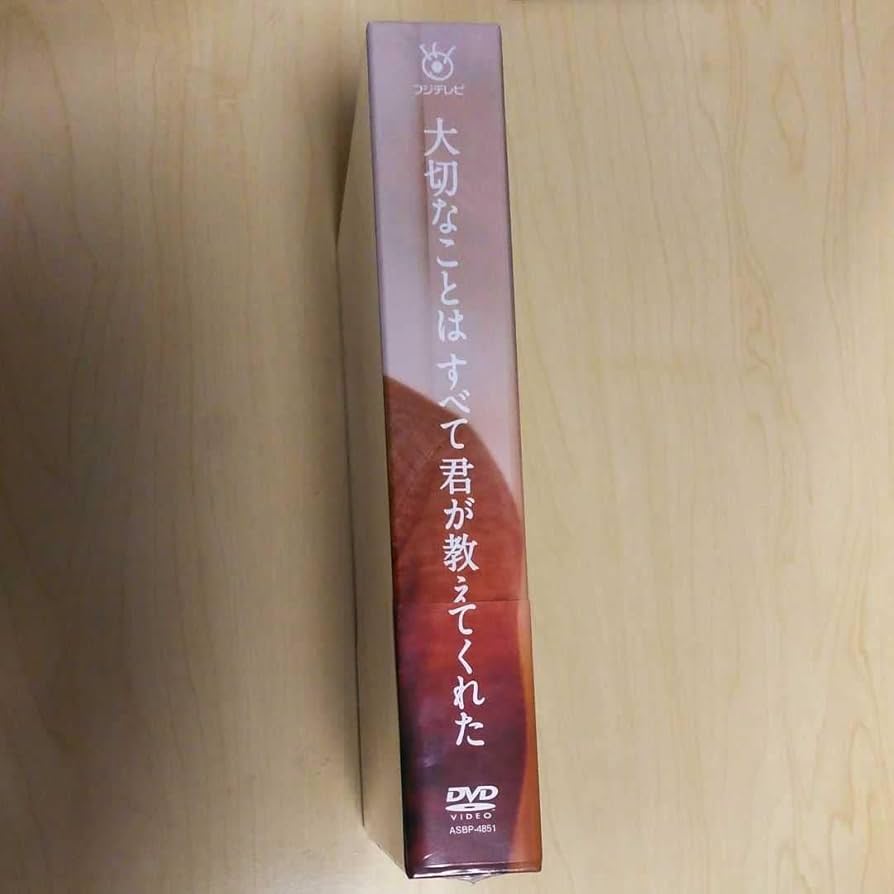 フジテレビ
大切なことは すべて 君が教えてくれた
DVD
VIDEO
ASBP-4851